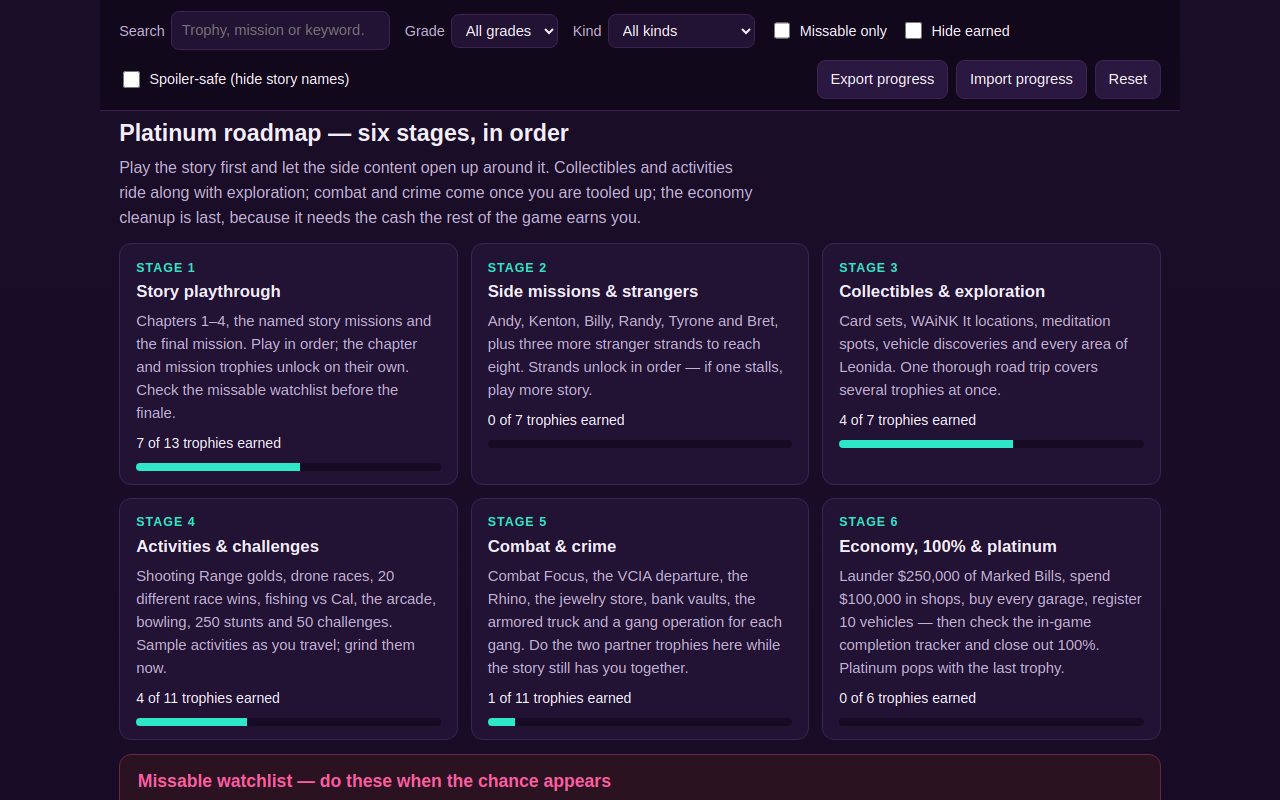 Search Trophy, mission or keyword. Grade All grades Kind All kinds Missable only Hide earned
Spoiler-safe (hide story names) Export progress Import progress Reset
Platinum roadmap — six stages, in order
Play the story first and let the side content open up around it. Collectibles and activities
ride along with exploration; combat and crime come once you are tooled up; the economy
cleanup is last, because it needs the cash the rest of the game earns you.
STAGE 1
Story playthrough
Chapters 1–4, the named story missions and
the final mission. Play in order; the chapter
and mission trophies unlock on their own.
Check the missable watchlist before the
finale.
7 of 13 trophies earned
STAGE 2
Side missions & strangers
Andy, Kenton, Billy, Randy, Tyrone and Bret,
plus three more stranger strands to reach
eight. Strands unlock in order — if one stalls,
play more story.
0 of 7 trophies earned
STAGE 3
Collectibles & exploration
Card sets, WAiNK It locations, meditation
spots, vehicle discoveries and every area of
Leonida. One thorough road trip covers
several trophies at once.
4 of 7 trophies earned
STAGE 4
Activities & challenges
Shooting Range golds, drone races, 20
different race wins, fishing vs Cal, the arcade,
bowling, 250 stunts and 50 challenges.
Sample activities as you travel; grind them
now.
4 of 11 trophies earned
STAGE 5
Combat & crime
Combat Focus, the VCIA departure, the
Rhino, the jewelry store, bank vaults, the
armored truck and a gang operation for each
gang. Do the two partner trophies here while
the story still has you together.
1 of 11 trophies earned
STAGE 6
Economy, 100% & platinum
Launder $250,000 of Marked Bills, spend
$100,000 in shops, buy every garage, register
10 vehicles — then check the in-game
completion tracker and close out 100%.
Platinum pops with the last trophy.
0 of 6 trophies earned
Missable watchlist — do these when the chance appears